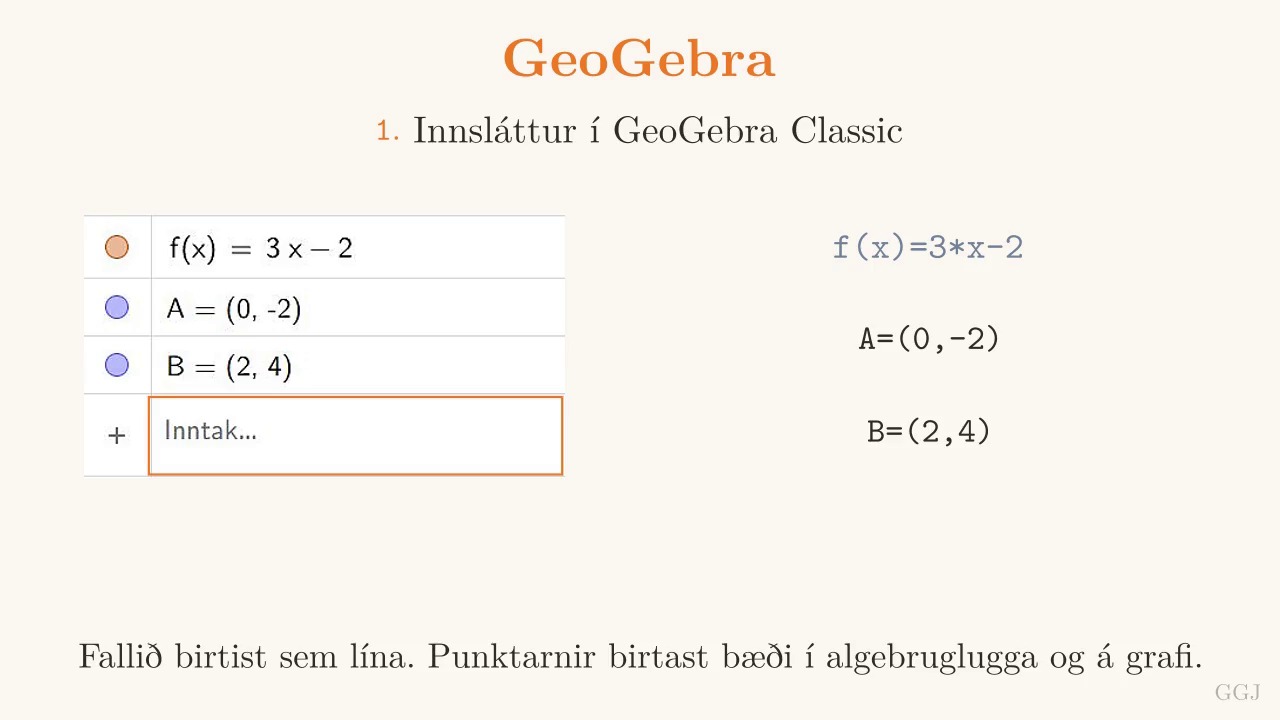 GeoGebra
1. Innsláttur í GeoGebra Classic
f(x) = 3 x – 2
A = (0, -2)
B = (2, 4)
+ Inntak...
f(x)=3*x-2
A=(0,-2)
B=(2,4)
Fallið birtist sem lína. Punktarnir birtast bæði í algebruglugga og á grafi.
GGJ